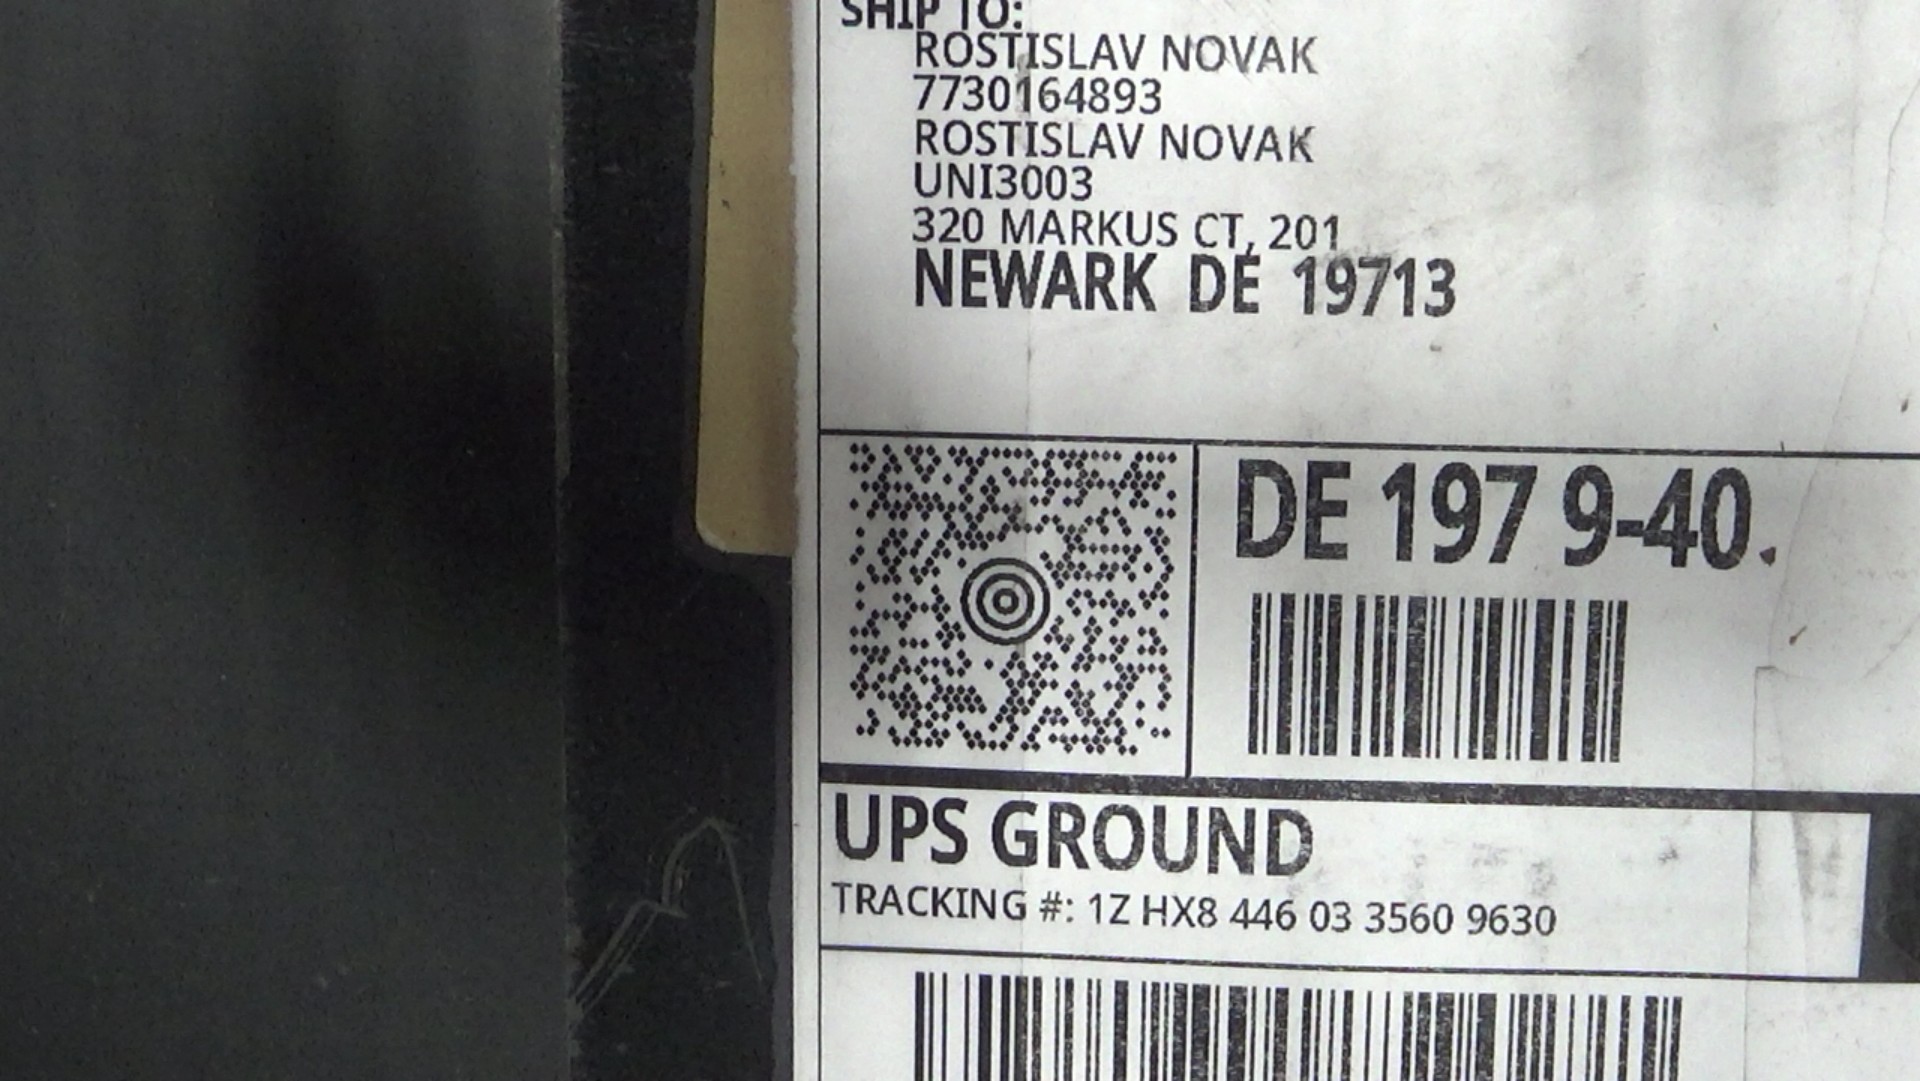 SHIP TO:
ROSTISLAV NOVAK
7730164893
ROSTISLAV NOVAK
UNI3003
320 MARKUS CT, 201
NEWARK DE 19713
DE 197 9-40.
UPS GROUND
TRACKING #: 1Z HX8 446 03 3560 9630